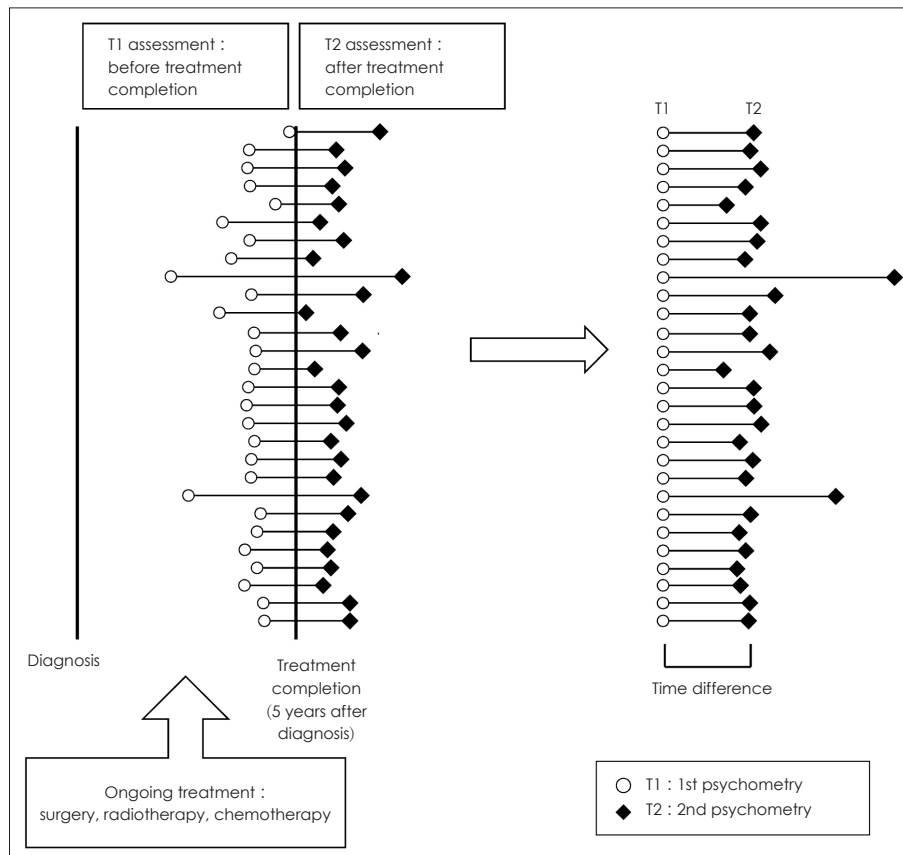 T1 assessment :
before treatment
completion
T2 assessment :
after treatment
completion
T1
T2
Diagnosis
Treatment
completion
(5 years after
diagnosis)
Time difference
Ongoing treatment :
surgery, radiotherapy, chemotherapy
T1 : 1st psychometry
T2 : 2nd psychometry